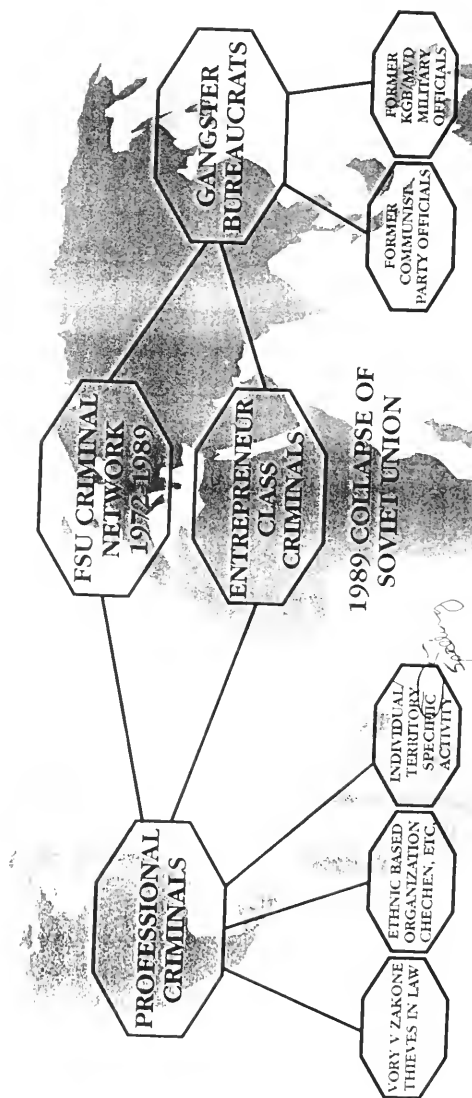 FSU CRIMINAL
NETWORK
1972-1989
PROFESSIONAL
CRIMINALS
GANGSTER
BUREAUCRATS
ENTREPRENEUR
CLASS
CRIMINALS
1989 COLLAPSE OF
SOVIET UNION
VORY V ZAKONE
THIEVES IN LAW
ETHNIC BASED
ORGANIZATION
CHECHEN, ETC.
INDIVIDUAL
TERRITORY
SPECIFIC
ACTIVITY
Spelling
FORMER
COMMUNIST
PARTY OFFICIALS
FORMER
KGB/MVD
MILITARY
OFFICIALS